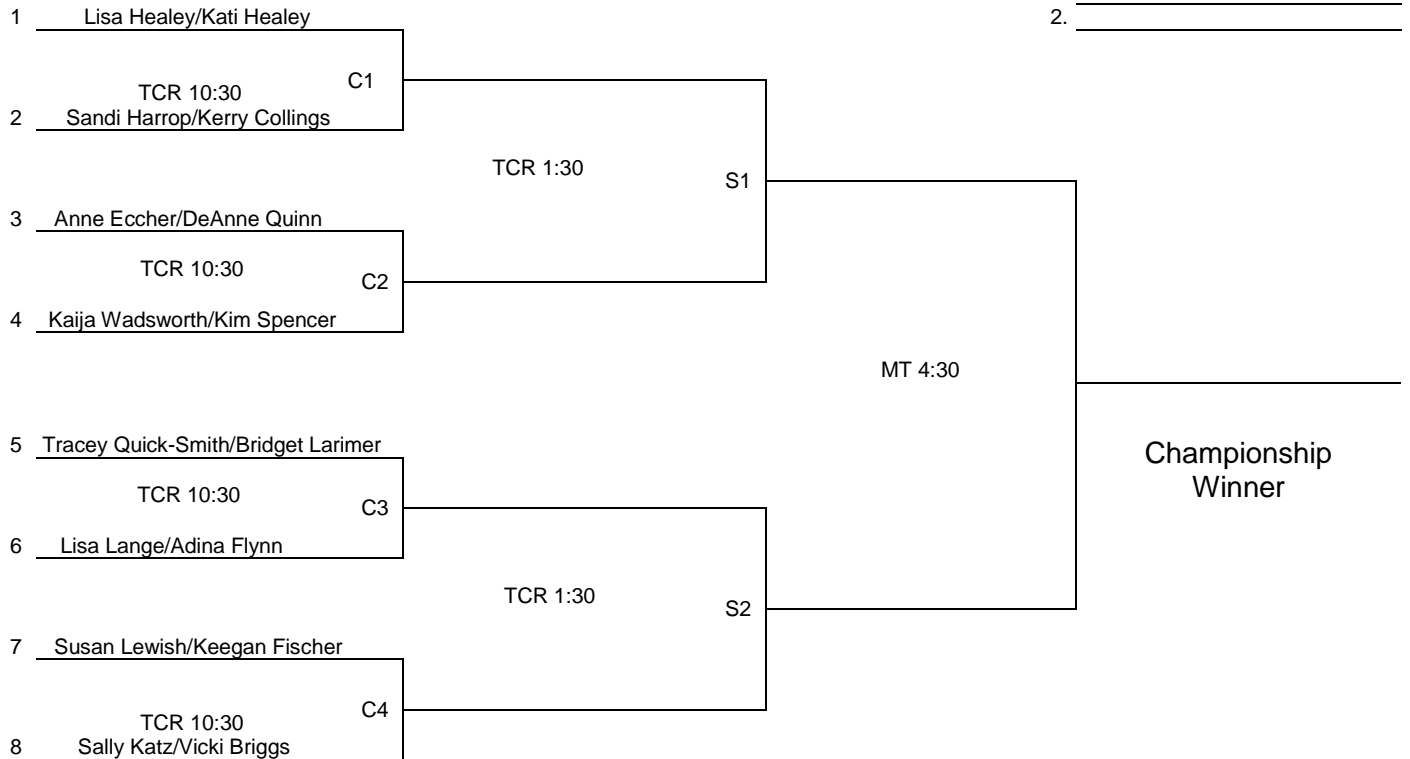 1 Lisa Healey/Kati Healey
2.
C1
TCR 10:30
2 Sandi Harrop/Kerry Collings
TCR 1:30
S1
3 Anne Eccher/DeAnne Quinn
TCR 10:30
C2
4 Kaija Wadsworth/Kim Spencer
MT 4:30
5 Tracey Quick-Smith/Bridget Larimer
TCR 10:30
C3
6 Lisa Lange/Adina Flynn
Championship
Winner
TCR 1:30
S2
7 Susan Lewish/Keegan Fischer
C4
TCR 10:30
8 Sally Katz/Vicki Briggs